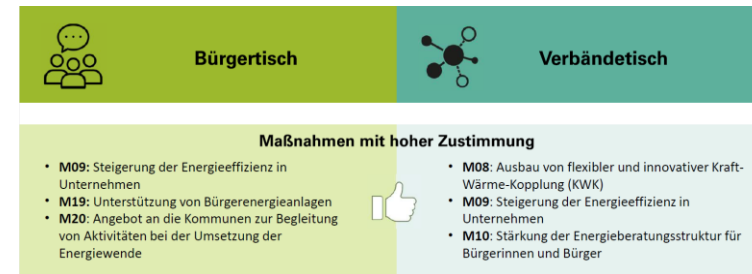 Bürgertisch
Verbändetisch
Maßnahmen mit hoher Zustimmung
• M09: Steigerung der Energieeffizienz in
Unternehmen
• M19: Unterstützung von Bürgerenergieanlagen
• M20: Angebot an die Kommunen zur Begleitung
von Aktivitäten bei der Umsetzung der
Energiewende
• M08: Ausbau von flexibler und innovativer Kraft-
Wärme-Kopplung (KWK)
• M09: Steigerung der Energieeffizienz in
Unternehmen
• M10: Stärkung der Energieberatungsstruktur für
Bürgerinnen und Bürger